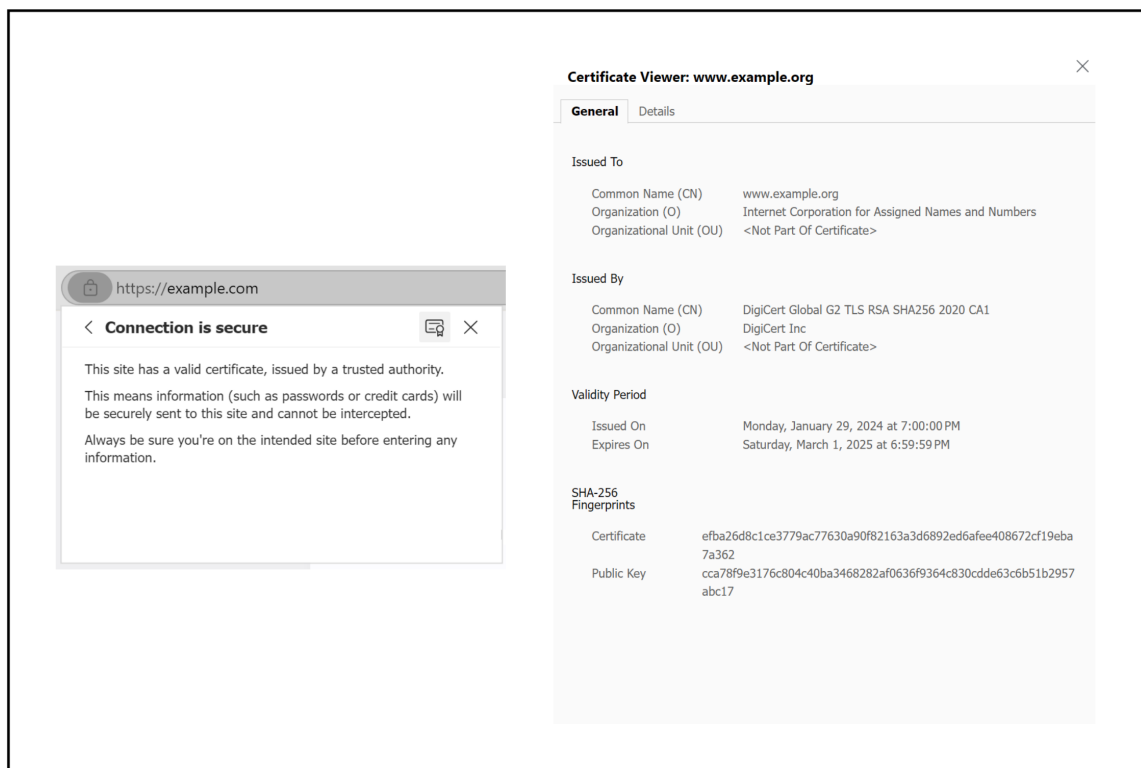 https://example.com
Connection is secure
This site has a valid certificate, issued by a trusted authority.
This means information (such as passwords or credit cards) will
be securely sent to this site and cannot be intercepted.
Always be sure you're on the intended site before entering any
information.
Certificate Viewer: www.example.org
General Details
Issued To
Common Name (CN) www.example.org
Organization (O) Internet Corporation for Assigned Names and Numbers
Organizational Unit (OU) <Not Part Of Certificate>
Issued By
Common Name (CN) DigiCert Global G2 TLS RSA SHA256 2020 CA1
Organization (O) DigiCert Inc
Organizational Unit (OU) <Not Part Of Certificate>
Validity Period
Issued On Monday, January 29, 2024 at 7:00:00 PM
Expires On Saturday, March 1, 2025 at 6:59:59 PM
SHA-256
Fingerprints
Certificate efba26d8c1ce3779ac77630a90f82163a3d6892ed6afee408672cf19eba
7a362
Public Key cca78f9e3176c804c40ba3468282af0636f9364c830cdde63c6b51b2957
abc17